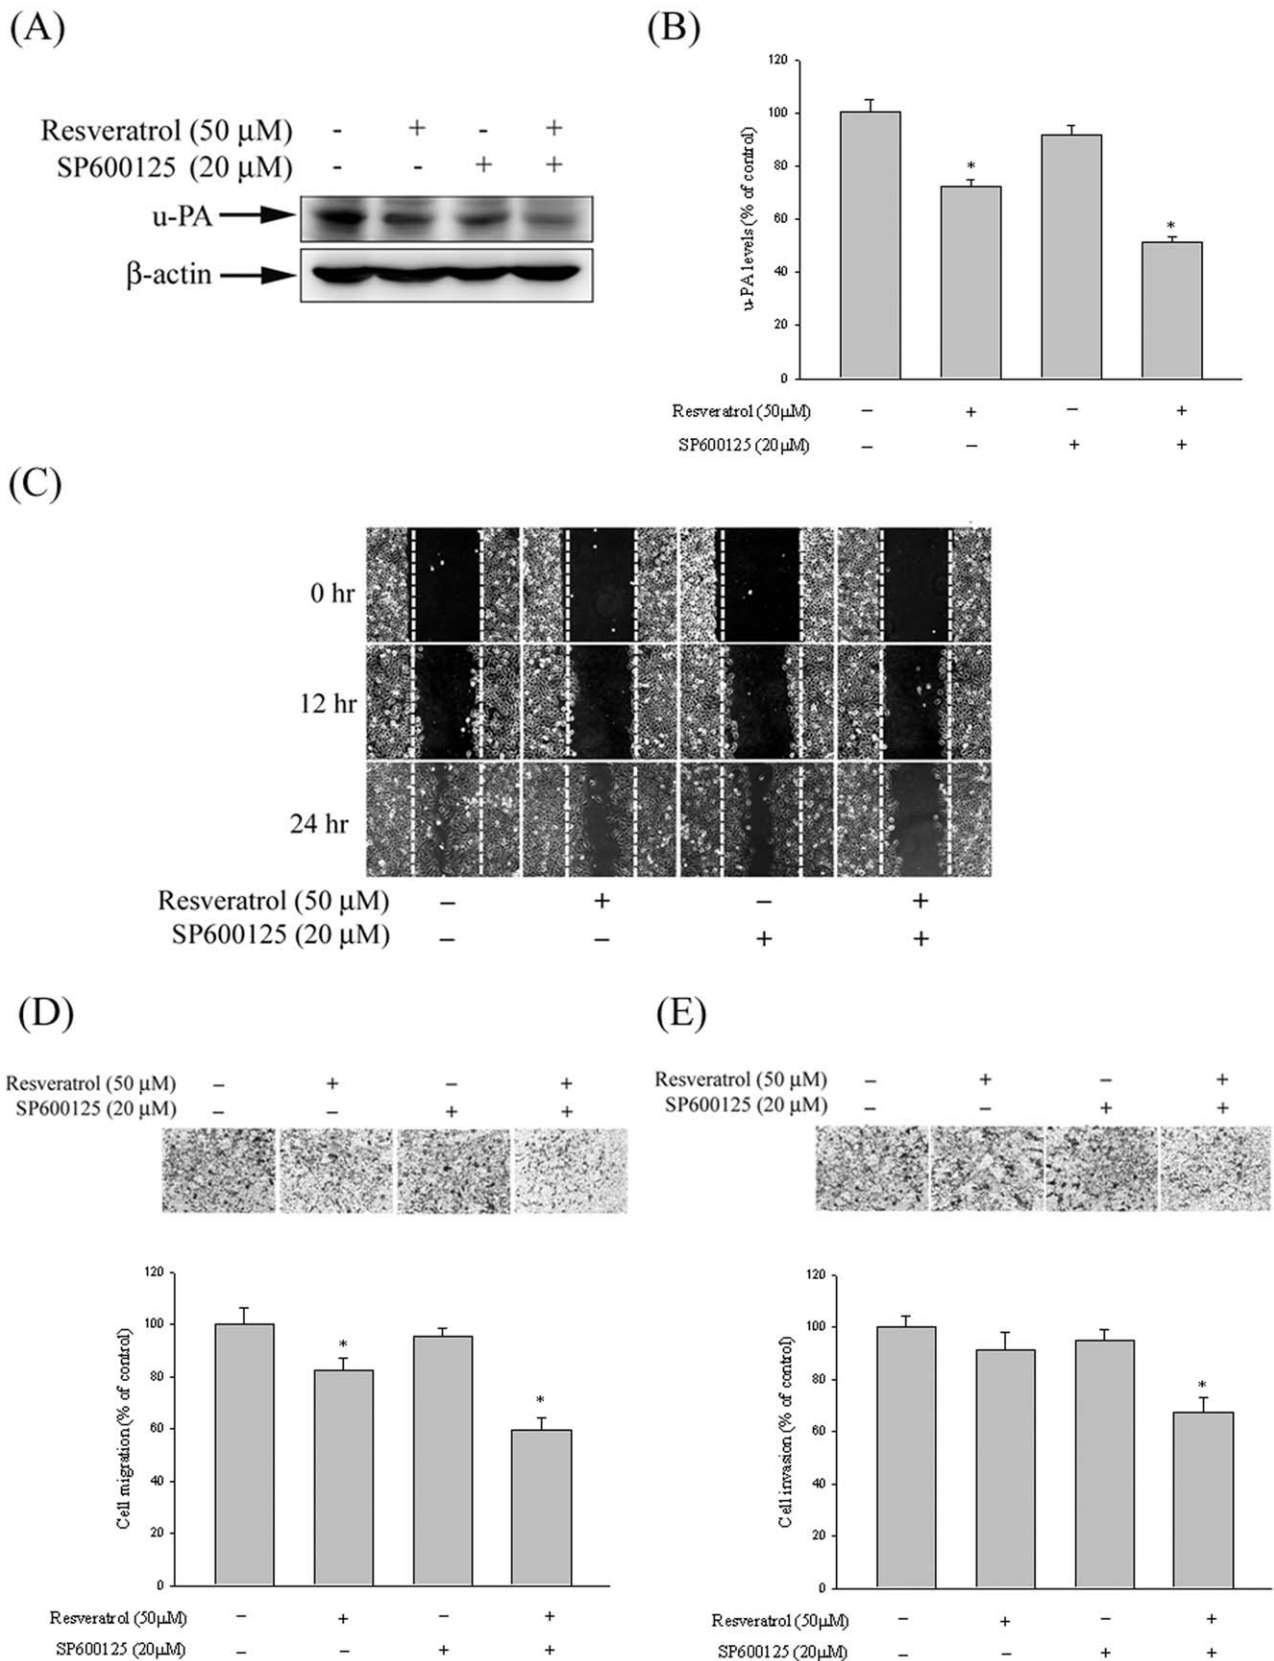 (A)
Resveratrol (50 μM) - + - +
SP600125 (20 μM) - - + +
u-PA
β-actin
(B)
120
100
80
60
40
20
0
u-PA levels (% of control)
*
*
Resveratrol (50μM) – + – +
SP600125 (20μM) – – + +
(C)
0 hr
12 hr
24 hr
Resveratrol (50 μM) – + – +
SP600125 (20 μM) – – + +
(D)
Resveratrol (50 μM) – + – +
SP600125 (20 μM) – – + +
120
100
80
60
40
20
0
Cell migration (% of control)
*
*
Resveratrol (50μM) – + – +
SP600125 (20μM) – – + +
(E)
Resveratrol (50 μM) – + – +
SP600125 (20 μM) – – + +
120
100
80
60
40
20
0
Cell invasion (% of control)
*
Resveratrol (50μM) – + – +
SP600125 (20μM) – – + +